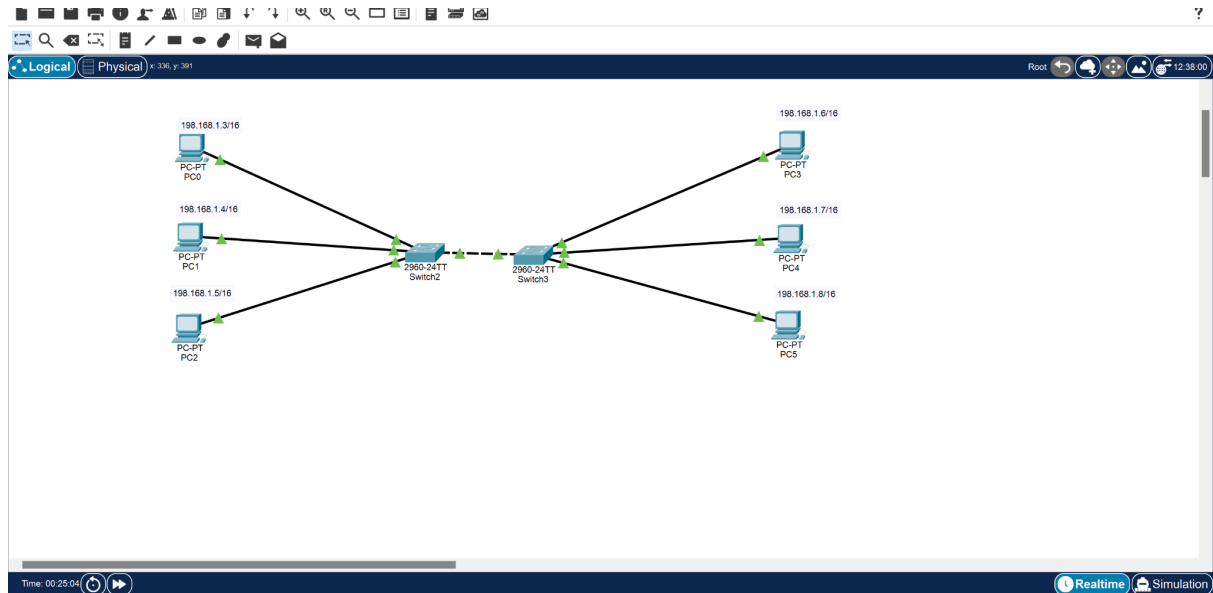 ?
Logical
Physical
x: 336, y: 391
Root
12:38:00
198.168.1.3/16
PC-PT
PC0
198.168.1.4/16
PC-PT
PC1
198.168.1.5/16
PC-PT
PC2
2960-24TT
Switch2
2960-24TT
Switch3
198.168.1.6/16
PC-PT
PC3
198.168.1.7/16
PC-PT
PC4
198.168.1.8/16
PC-PT
PC5
Time: 00:25:04
Realtime
Simulation